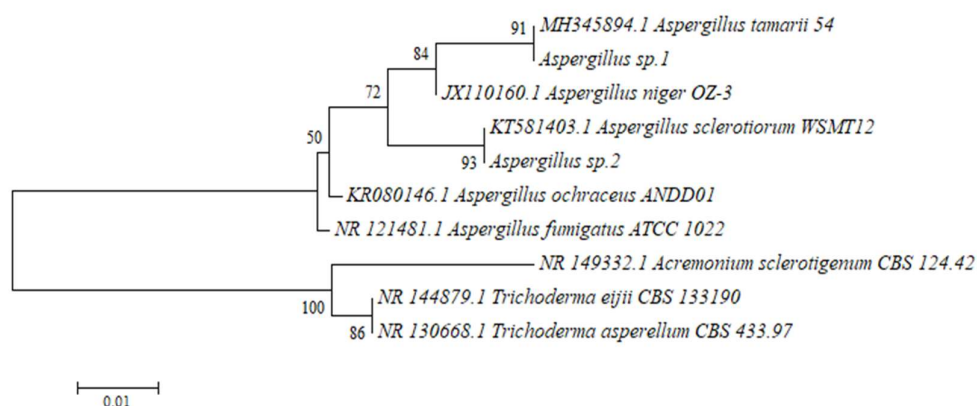 91
MH345894.1 Aspergillus tamarii 54
Aspergillus sp.1
84
JX110160.1 Aspergillus niger OZ-3
72
KT581403.1 Aspergillus sclerotiorum WSMT12
93
Aspergillus sp.2
50
KR080146.1 Aspergillus ochraceus ANDD01
NR 121481.1 Aspergillus fumigatus ATCC 1022
NR 149332.1 Acremonium sclerotigenum CBS 124.42
100
NR 144879.1 Trichoderma eijii CBS 133190
86
NR 130668.1 Trichoderma asperellum CBS 433.97
0.01